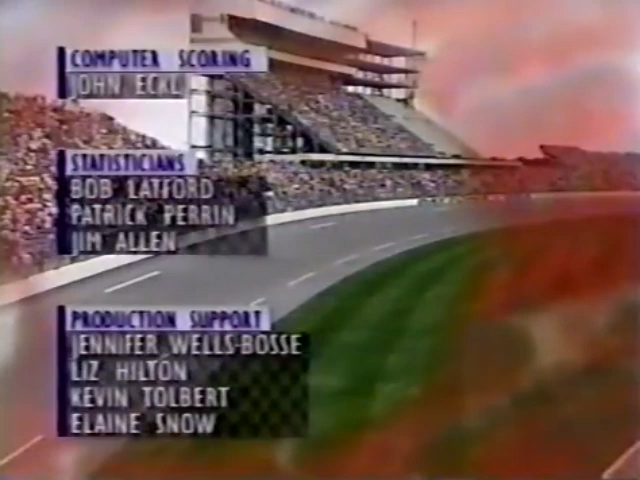 COMPUTER SCORING
JOHN ECKL
STATISTICIANS
BOB LATFORD
PATRICK PERRIN
JIM ALLEN
PRODUCTION SUPPORT
JENNIFER WELLS-BOSSE
LIZ HILTON
KEVIN TOLBERT
ELAINE SNOW